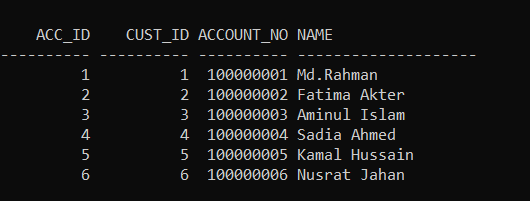 ACC_ID CUST_ID ACCOUNT_NO NAME
---------- ---------- ---------- --------------------
1 1 100000001 Md.Rahman
2 2 100000002 Fatima Akter
3 3 100000003 Aminul Islam
4 4 100000004 Sadia Ahmed
5 5 100000005 Kamal Hussain
6 6 100000006 Nusrat Jahan